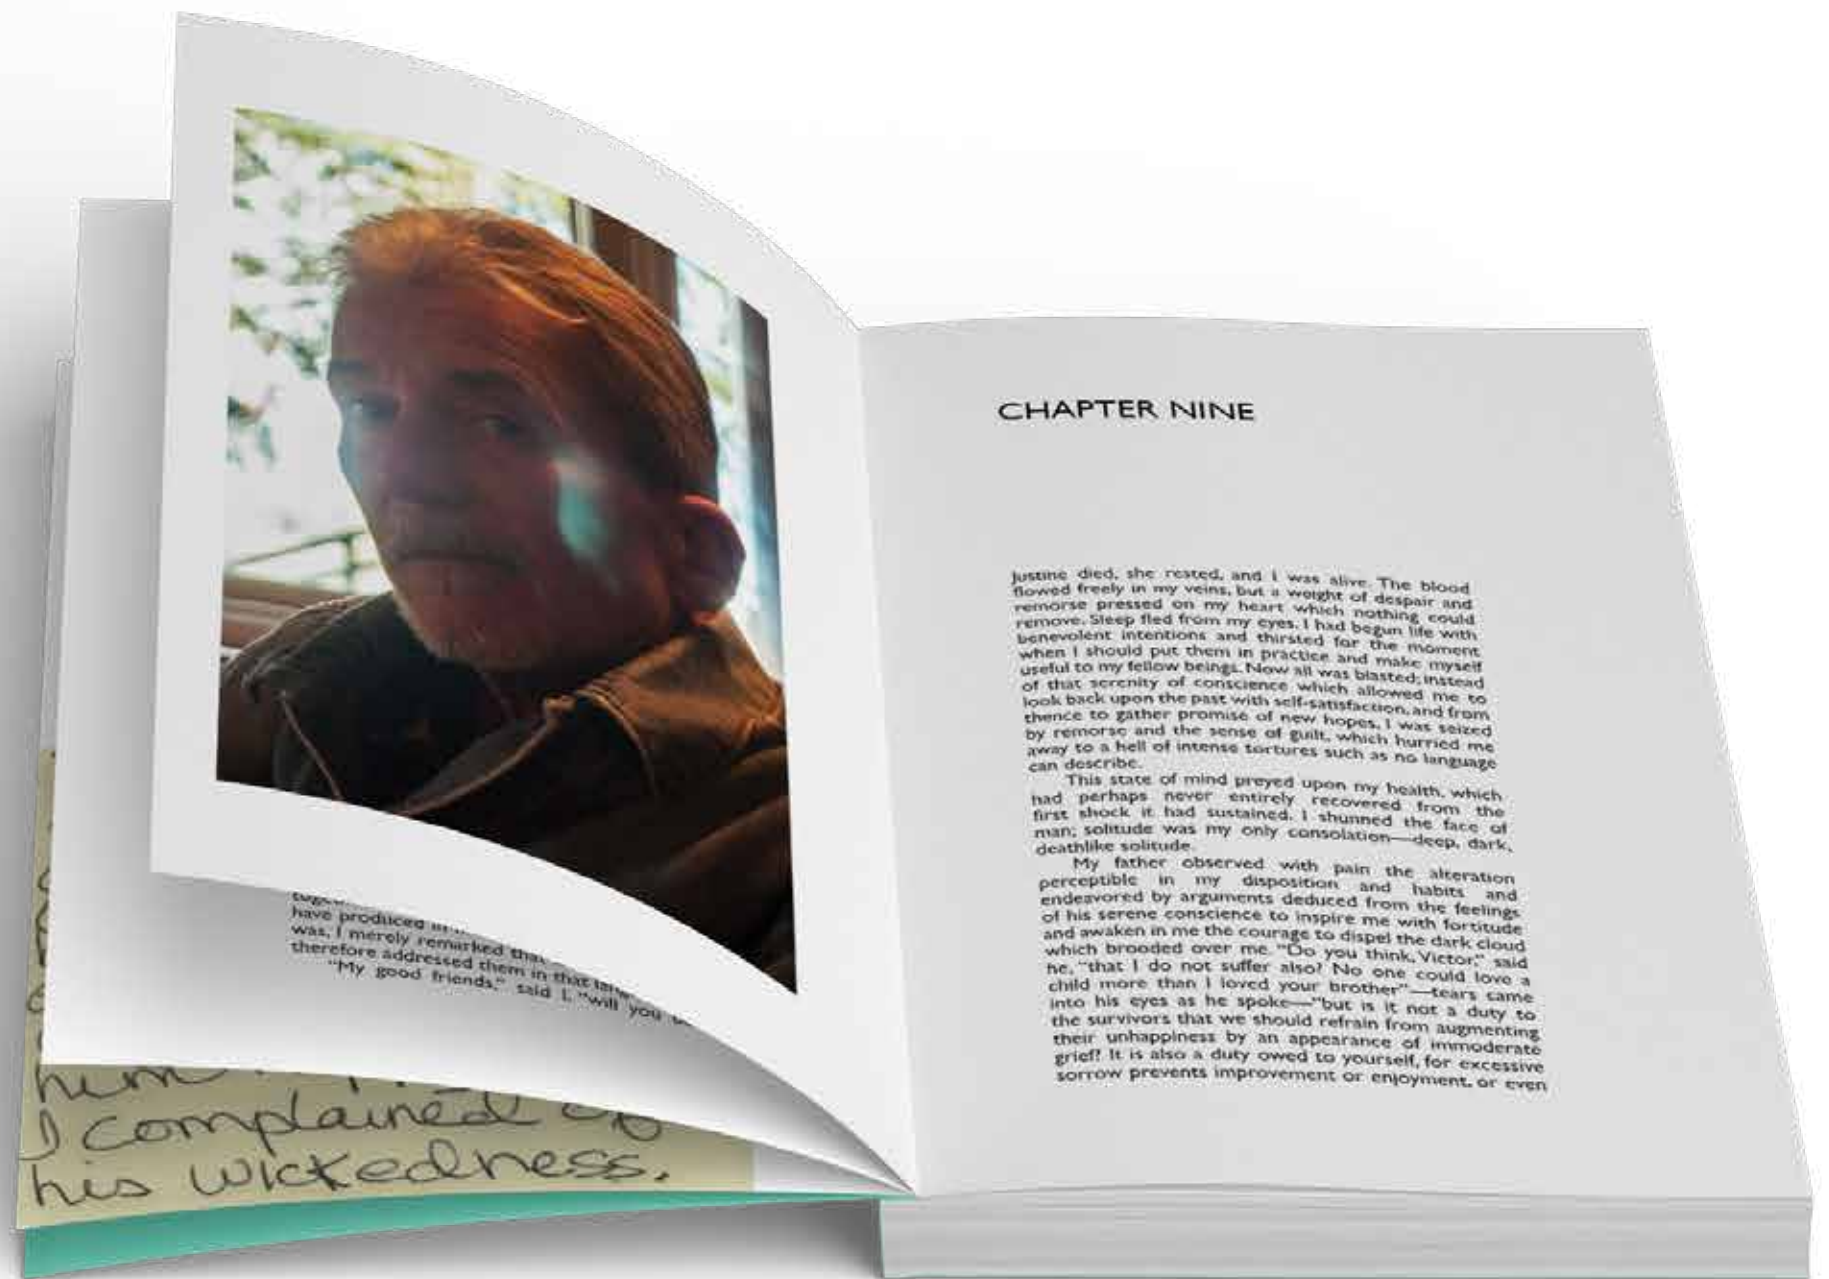 have produced in
was, I merely remarked that
therefore addressed them in that
"My good friends," said I, "will you
him
I complained of
his wickedness.
CHAPTER NINE
Justine died, she rested, and I was alive. The blood
flowed freely in my veins, but a weight of despair and
remorse pressed on my heart which nothing could
remove. Sleep fled from my eyes. I had begun life with
benevolent intentions and thirsted for the moment
when I should put them in practice and make myself
useful to my fellow beings. Now all was blasted; instead
of that serenity of conscience which allowed me to
look back upon the past with self-satisfaction, and from
thence to gather promise of new hopes, I was seized
by remorse and the sense of guilt, which hurried me
away to a hell of intense tortures such as no language
can describe.
This state of mind preyed upon my health, which
had perhaps never entirely recovered from the
first shock it had sustained. I shunned the face of
man; solitude was my only consolation—deep, dark,
deathlike solitude.
My father observed with pain the alteration
perceptible in my disposition and habits and
endeavored by arguments deduced from the feelings
of his serene conscience to inspire me with fortitude
and awaken in me the courage to dispel the dark cloud
which brooded over me. "Do you think, Victor," said
he, "that I do not suffer also? No one could love a
child more than I loved your brother"—tears came
into his eyes as he spoke—"but is it not a duty to
the survivors that we should refrain from augmenting
their unhappiness by an appearance of immoderate
grief? It is also a duty owed to yourself, for excessive
sorrow prevents improvement or enjoyment, or even